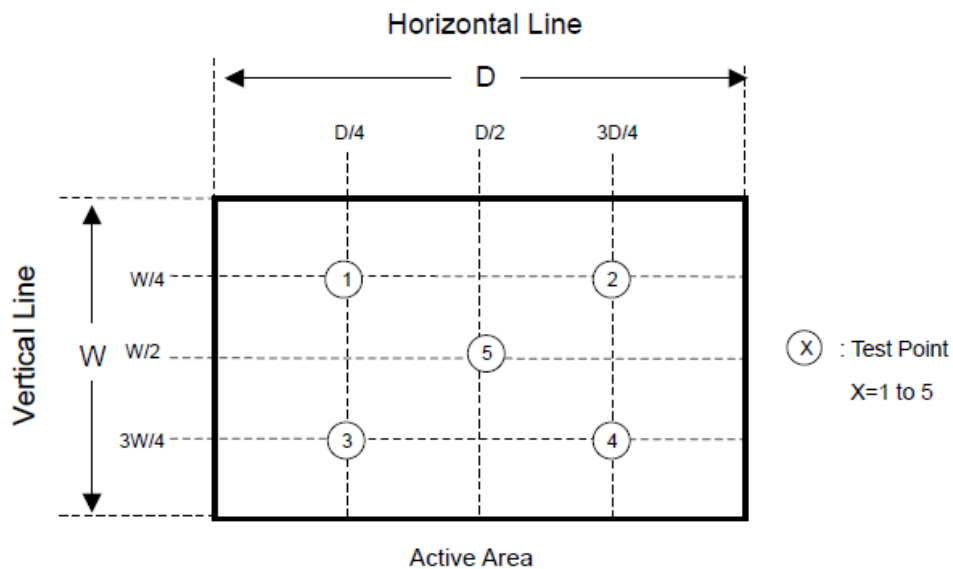 Horizontal Line
D
D/4 D/2 3D/4
W/4 1 2
Vertical Line
W W/2 5 X : Test Point
X=1 to 5
3W/4 3 4
Active Area